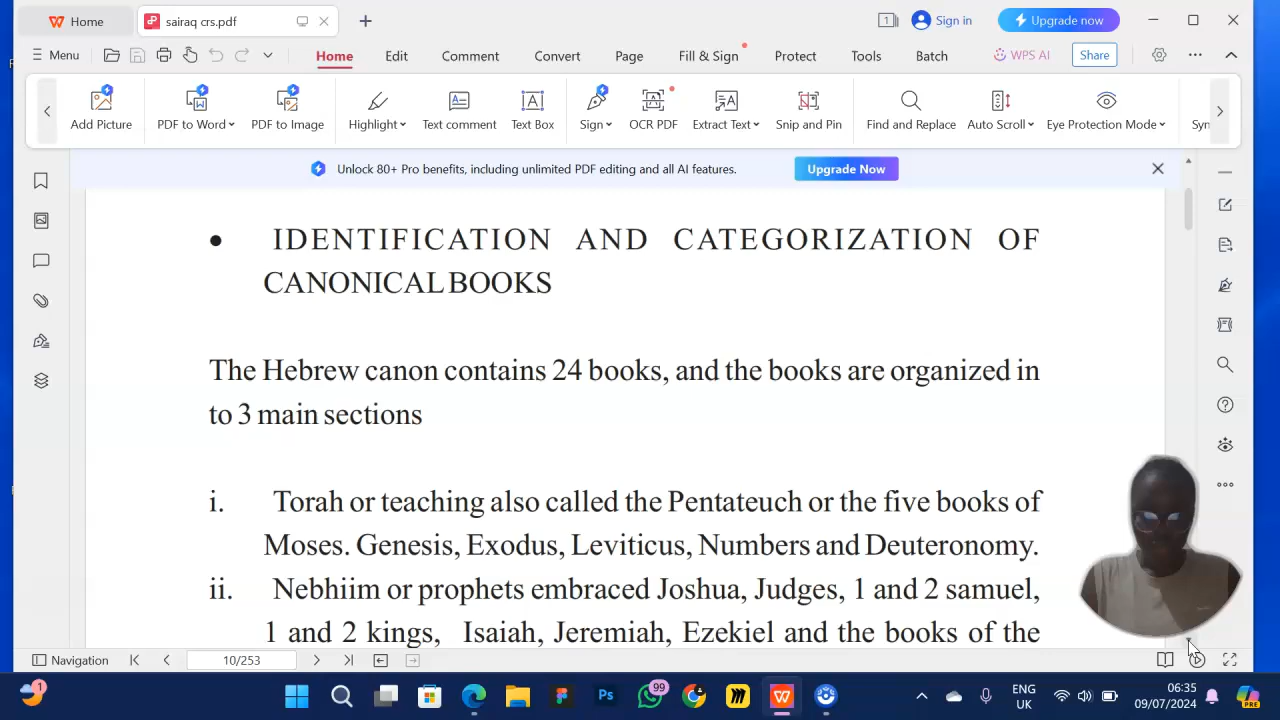 Home
sairaq crs.pdf
1
Sign in
Upgrade now
Menu
Home
Edit
Comment
Convert
Page
Fill & Sign
Protect
Tools
Batch
WPS AI
Share
Add Picture
PDF to Word
PDF to Image
Highlight
Text comment
Text Box
Sign
OCR PDF
Extract Text
Snip and Pin
Find and Replace
Auto Scroll
Eye Protection Mode
Syn
Unlock 80+ Pro benefits, including unlimited PDF editing and all AI features.
Upgrade Now
• IDENTIFICATION AND CATEGORIZATION OF
CANONICAL BOOKS
The Hebrew canon contains 24 books, and the books are organized in
to 3 main sections
i. Torah or teaching also called the Pentateuch or the five books of
Moses. Genesis, Exodus, Leviticus, Numbers and Deuteronomy.
ii. Nebhiim or prophets embraced Joshua, Judges, 1 and 2 samuel,
1 and 2 kings, Isaiah, Jeremiah, Ezekiel and the books of the
Navigation
10/253
1
Ps
99
ENG
UK
06:35
09/07/2024
PRE